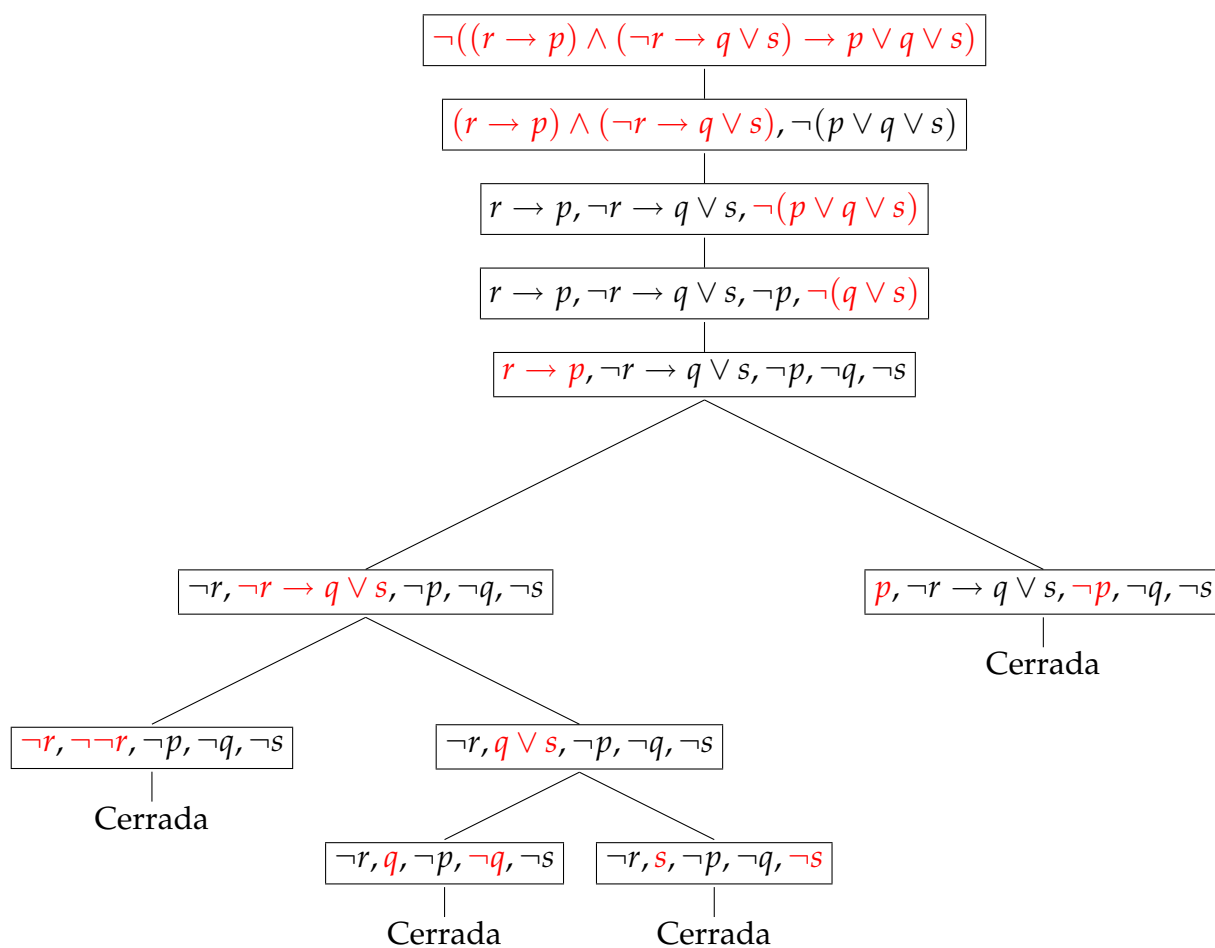 ¬((r → p) ∧ (¬r → q ∨ s) → p ∨ q ∨ s)
(r → p) ∧ (¬r → q ∨ s), ¬(p ∨ q ∨ s)
r → p, ¬r → q ∨ s, ¬(p ∨ q ∨ s)
r → p, ¬r → q ∨ s, ¬p, ¬(q ∨ s)
r → p, ¬r → q ∨ s, ¬p, ¬q, ¬s
¬r, ¬r → q ∨ s, ¬p, ¬q, ¬s
p, ¬r → q ∨ s, ¬p, ¬q, ¬s
Cerrada
¬r, ¬¬r, ¬p, ¬q, ¬s
¬r, q ∨ s, ¬p, ¬q, ¬s
Cerrada
¬r, q, ¬p, ¬q, ¬s
¬r, s, ¬p, ¬q, ¬s
Cerrada
Cerrada